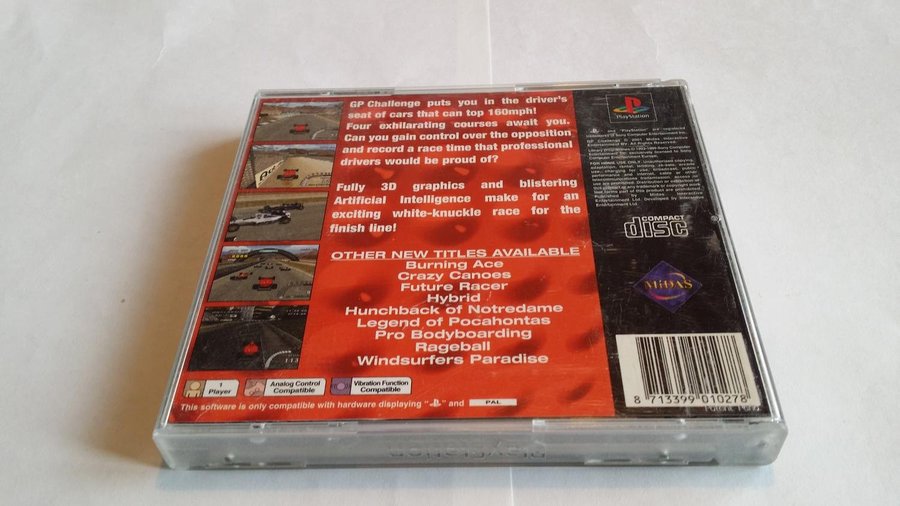 GP Challenge puts you in the driver's
seat of cars that can top 160mph!
Four exhilarating courses await you.
Can you gain control over the opposition
and record a race time that professional
drivers would be proud of?
Fully 3D graphics and blistering
Artificial Intelligence make for an
exciting white-knuckle race for the
finish line!
OTHER NEW TITLES AVAILABLE
Burning Ace
Crazy Canoes
Future Racer
Hybrid
Hunchback of Notredame
Legend of Pocahontas
Pro Bodyboarding
Rageball
Windsurfers Paradise
1
Player
Analog Control
Compatible
Vibration Function
Compatible
This software is only compatible with hardware displaying " " and PAL
PlayStation
and "PlayStation" are registered
COMPACT
disc
MiDAS
8 713399 010278
PlayStation